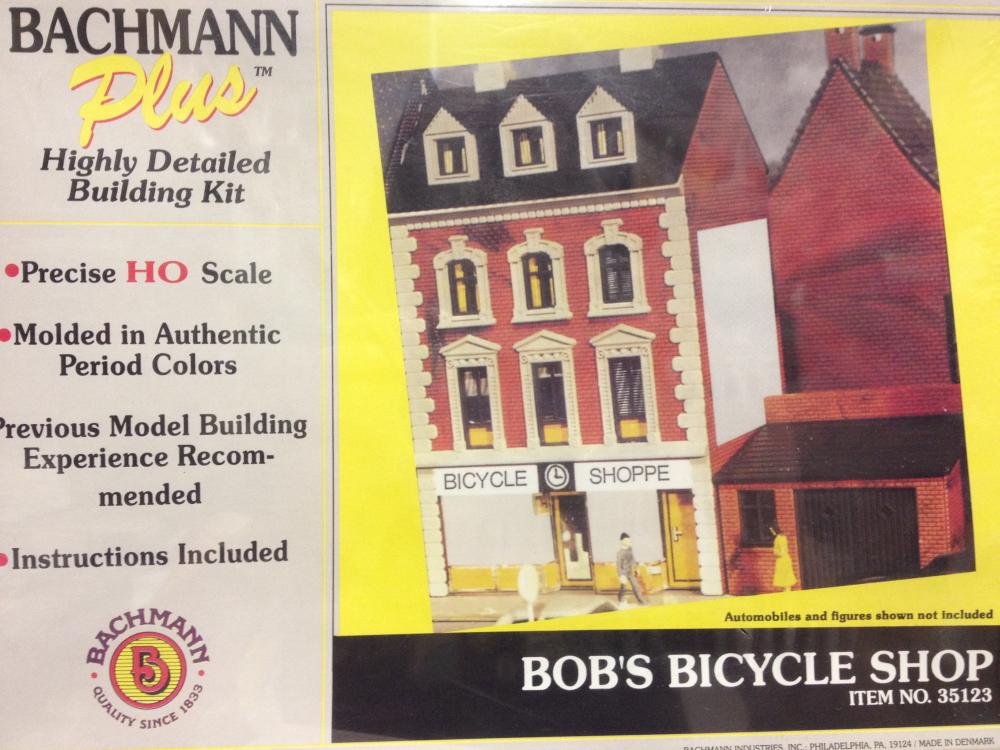 BACHMANN
Plus™
Highly Detailed
Building Kit
•Precise HO Scale
•Molded in Authentic
Period Colors
Previous Model Building
Experience Recom-
mended
•Instructions Included
BACHMANN
B
• QUALITY SINCE 1833 •
BICYCLE SHOPPE
Automobiles and figures shown not included
BOB'S BICYCLE SHOP
ITEM NO. 35123
BACHMANN INDUSTRIES, INC.; PHILADELPHIA, PA. 19124 / MADE IN DENMARK